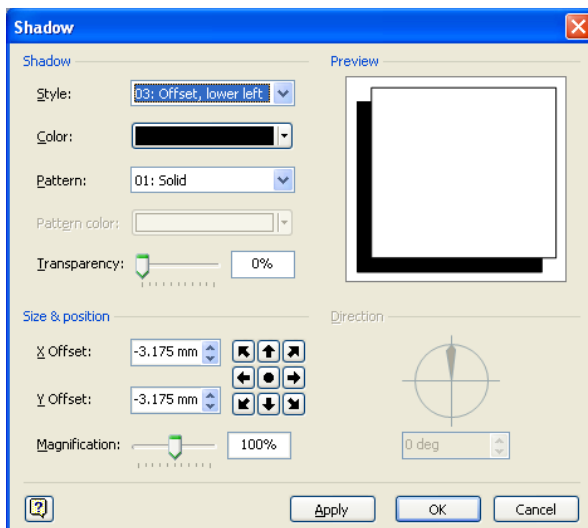 Shadow
Shadow
Preview
Style:
03: Offset, lower left
Color:
Pattern:
01: Solid
Pattern color:
Transparency:
0%
Size & position
Direction
X Offset:
-3.175 mm
Y Offset:
-3.175 mm
Magnification:
100%
0 deg
?
Apply
OK
Cancel